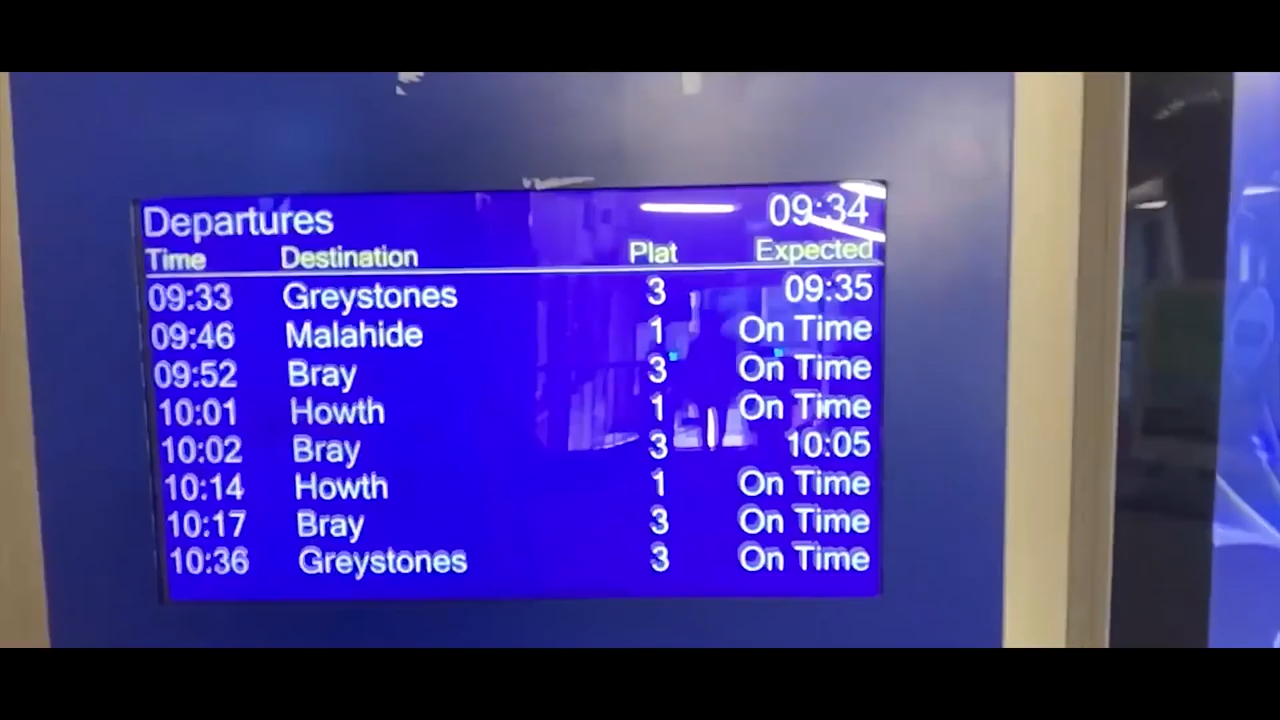 Departures 09:34
Time Destination Plat Expected
09:33 Greystones 3 09:35
09:46 Malahide 1 On Time
09:52 Bray 3 On Time
10:01 Howth 1 On Time
10:02 Bray 3 10:05
10:14 Howth 1 On Time
10:17 Bray 3 On Time
10:36 Greystones 3 On Time